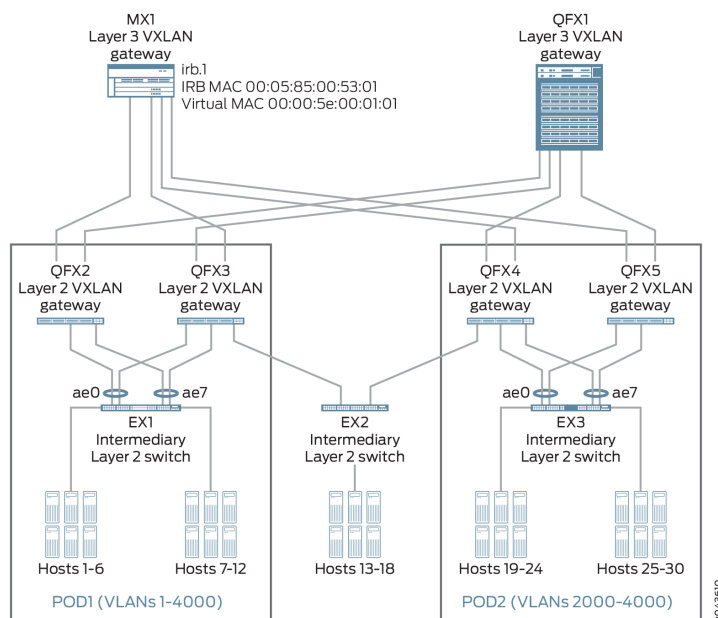 MX1
Layer 3 VXLAN
gateway
irb.1
IRB MAC 00:05:85:00:53:01
Virtual MAC 00:00:5e:00:01:01
QFX1
Layer 3 VXLAN
gateway
QFX2
Layer 2 VXLAN
gateway
QFX3
Layer 2 VXLAN
gateway
QFX4
Layer 2 VXLAN
gateway
QFX5
Layer 2 VXLAN
gateway
ae0
ae7
EX1
Intermediary
Layer 2 switch
EX2
Intermediary
Layer 2 switch
ae0
ae7
EX3
Intermediary
Layer 2 switch
Hosts 1-6
Hosts 7-12
Hosts 13-18
Hosts 19-24
Hosts 25-30
POD1 (VLANs 1-4000)
POD2 (VLANs 2000-4000)